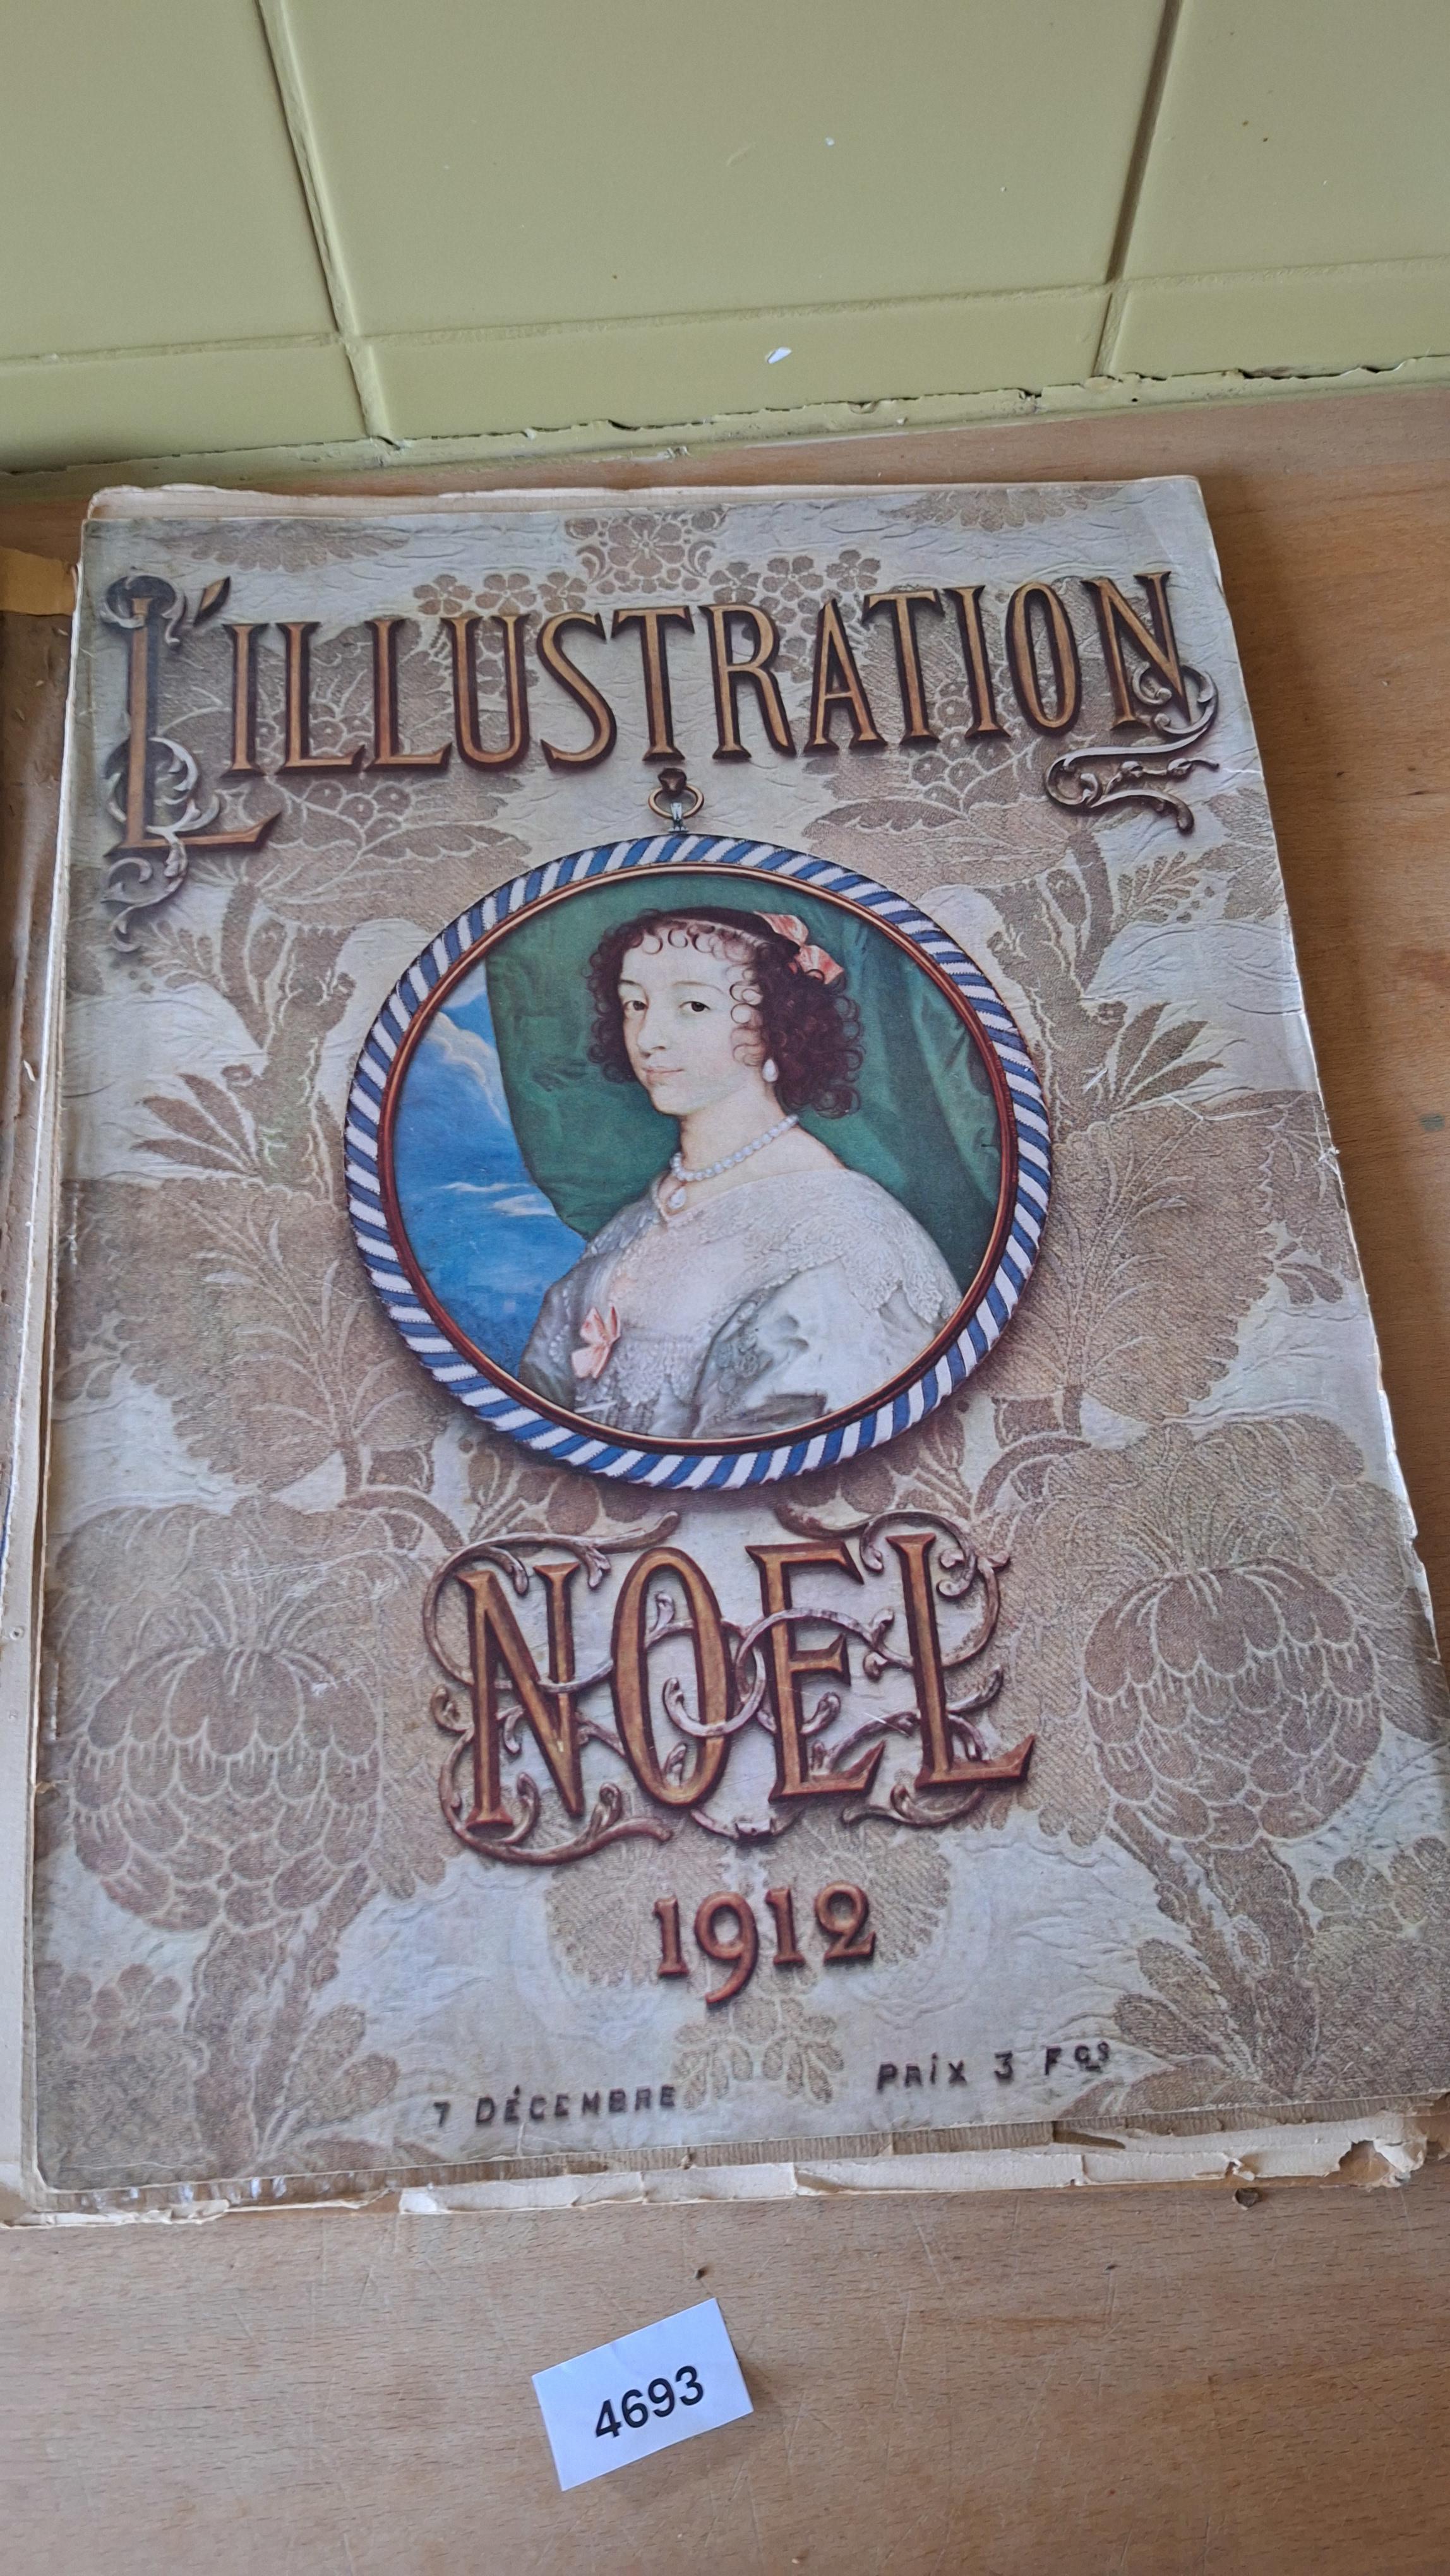 L'ILLUSTRATION
NOEL
1912
7 DÉCEMBRE PRIX 3 Fcs
4693